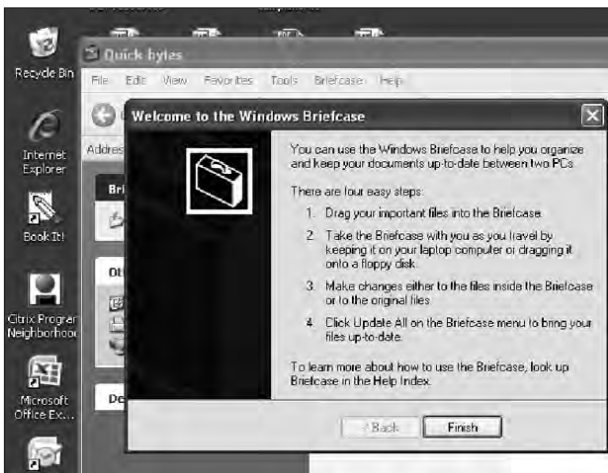 Recycle Bin
Internet
Explorer
Book It!
Citrix Program
Neighborhood
Microsoft
Office Ex...
Quick bytes
File Edit View Favorites Tools Briefcase Help
Addres
Bri
Ot
De
Welcome to the Windows Briefcase
You can use the Windows Briefcase to help you organize
and keep your documents up-to-date between two PCs.
There are four easy steps:
1. Drag your important files into the Briefcase.
2. Take the Briefcase with you as you travel by
keeping it on your laptop computer or dragging it
onto a floppy disk.
3. Make changes either to the files inside the Briefcase
or to the original files.
4. Click Update All on the Briefcase menu to bring your
files up-to-date.
To learn more about how to use the Briefcase, look up
Briefcase in the Help Index.
< Back Finish